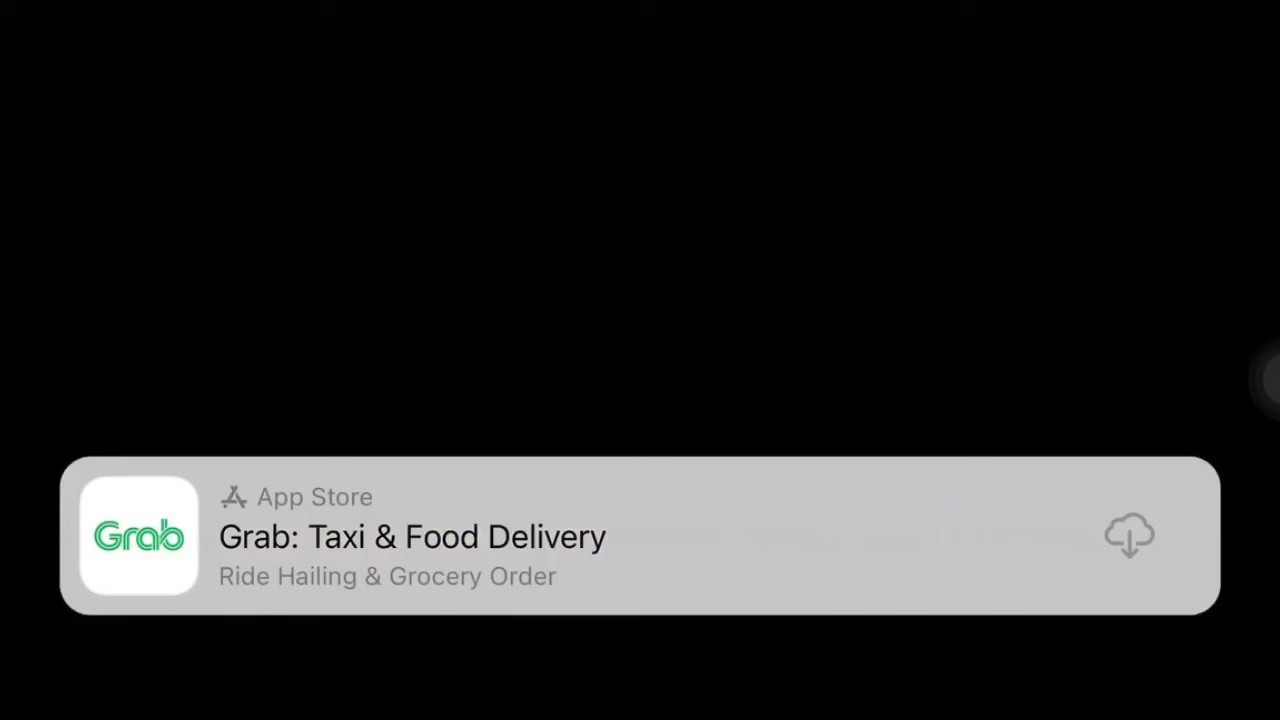 App Store
Grab
Grab: Taxi & Food Delivery
Ride Hailing & Grocery Order